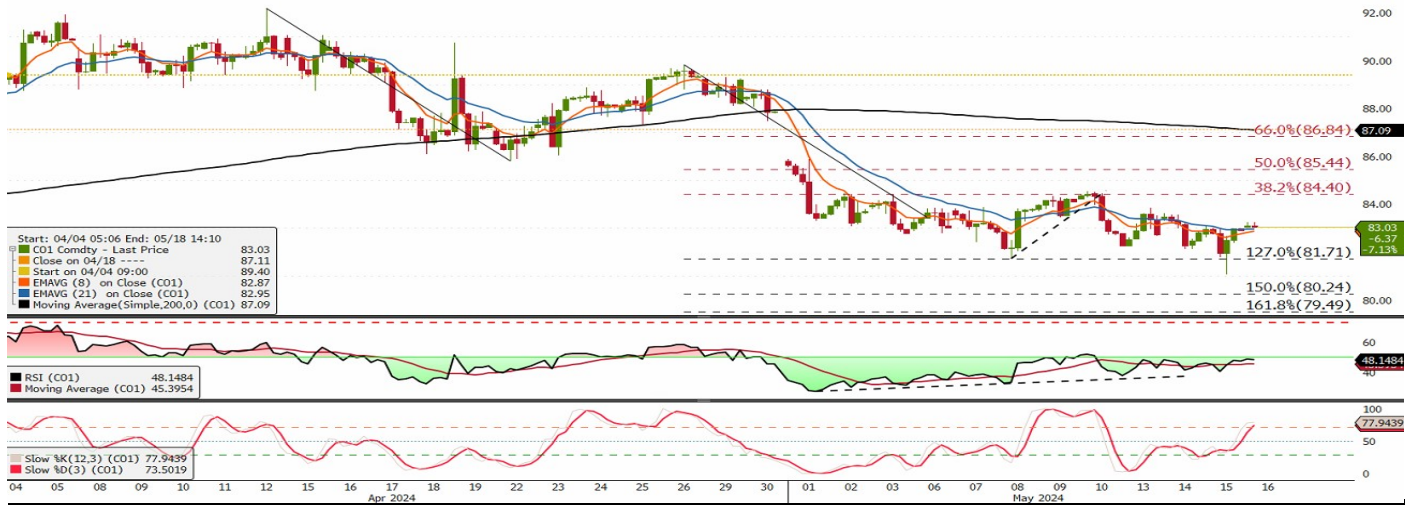 92.00
90.00
88.00
66.0%(86.84)
87.09
86.00
50.0%(85.44)
38.2%(84.40)
84.00
83.03
-6.37
-7.13%
127.0%(81.71)
150.0%(80.24)
80.00
161.8%(79.49)
Start: 04/04 05:06 End: 05/18 14:10
CO1 Comdty - Last Price 83.03
Close on 04/18 ---- 87.11
Start on 04/04 09:00 89.40
EMAVG (8) on Close (CO1) 82.87
EMAVG (21) on Close (CO1) 82.95
Moving Average(Simple,200,0) (CO1) 87.09
60
48.1484
40
RSI (CO1) 48.1484
Moving Average (CO1) 45.3954
100
77.9439
50
0
Slow %K(12,3) (CO1) 77.9439
Slow %D(3) (CO1) 73.5019
04 05 08 09 10 11 12 15 16 17 18 19 22 23 24 25 26 29 30 01 02 03 06 07 08 09 10 13 14 15 16
Apr 2024 May 2024